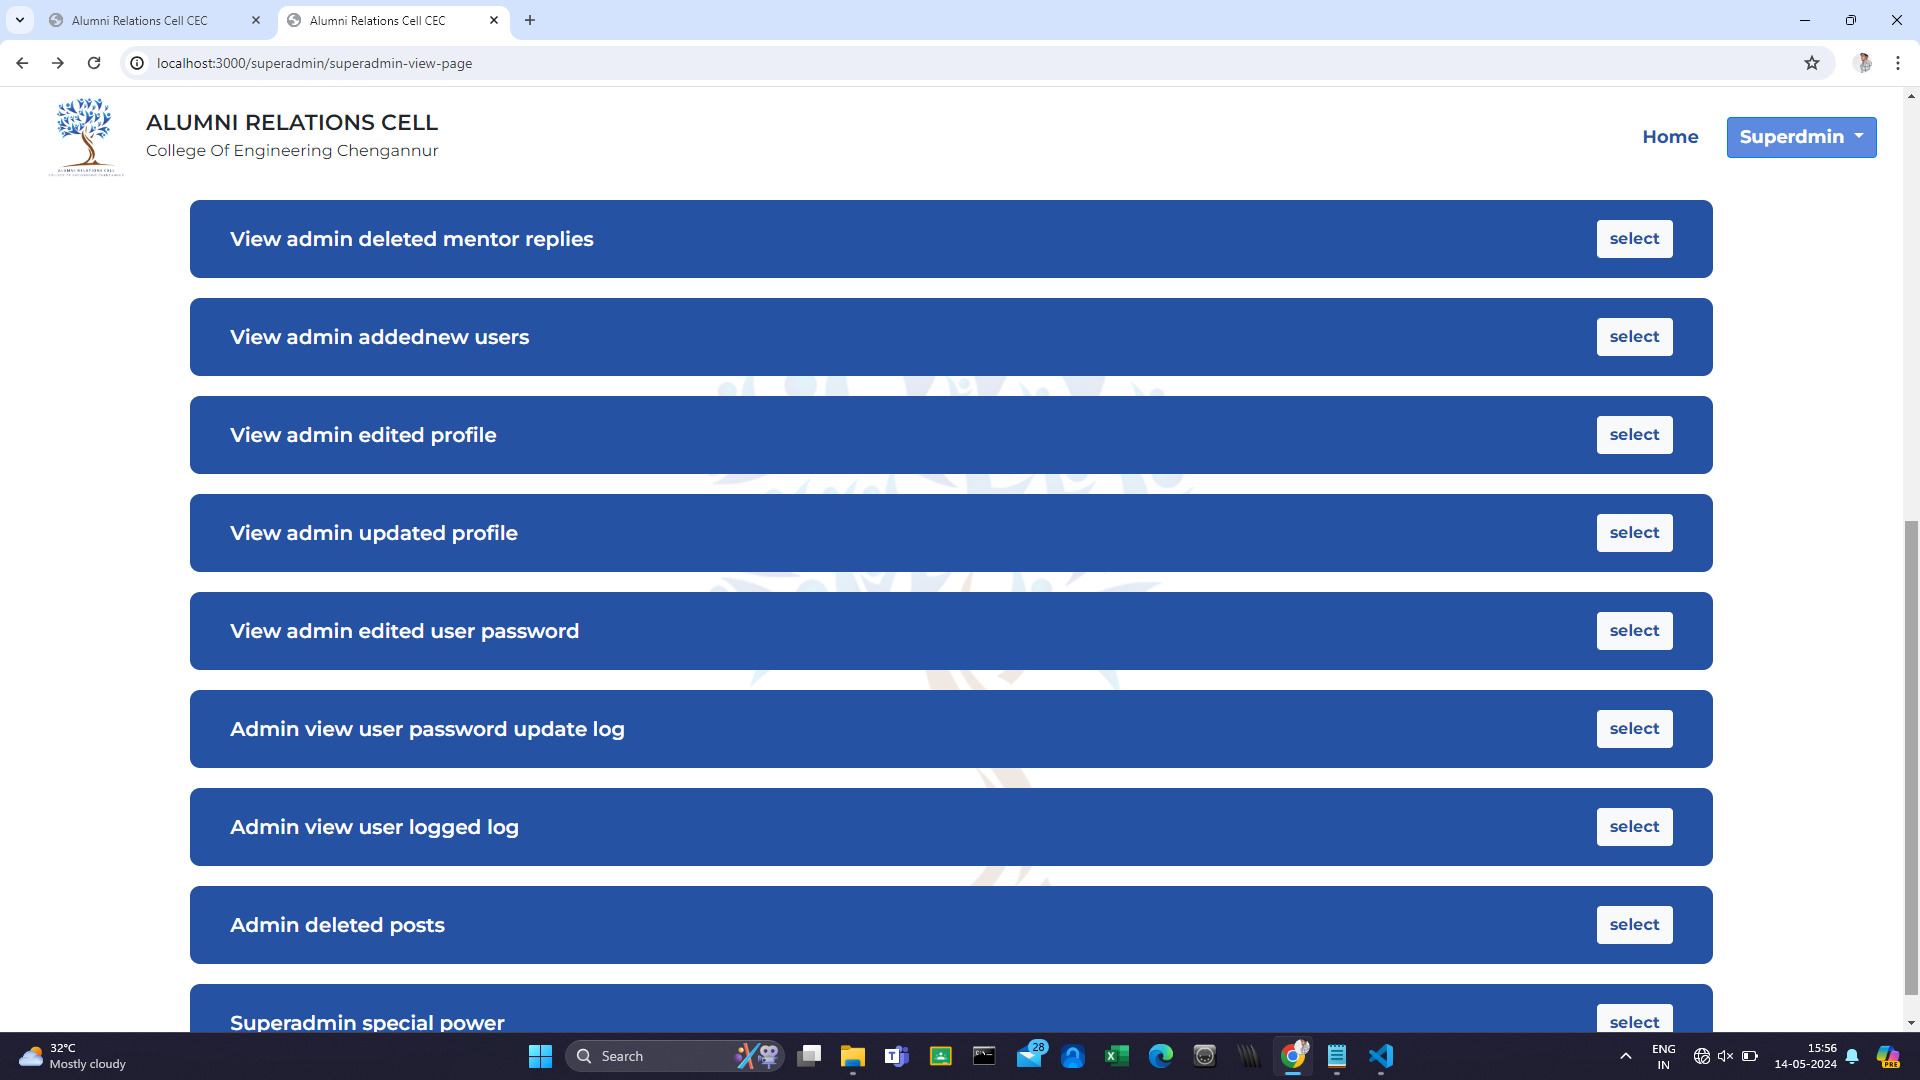 Alumni Relations Cell CEC
Alumni Relations Cell CEC
localhost:3000/superadmin/superadmin-view-page
ALUMNI RELATIONS CELL
College Of Engineering Chengannur
Home
Superdmin
View admin deleted mentor replies
select
View admin addednew users
select
View admin edited profile
select
View admin updated profile
select
View admin edited user password
select
Admin view user password update log
select
Admin view user logged log
select
Admin deleted posts
select
Superadmin special power
select
32°C
Mostly cloudy
Search
28
ENG
IN
15:56
14-05-2024
PRE